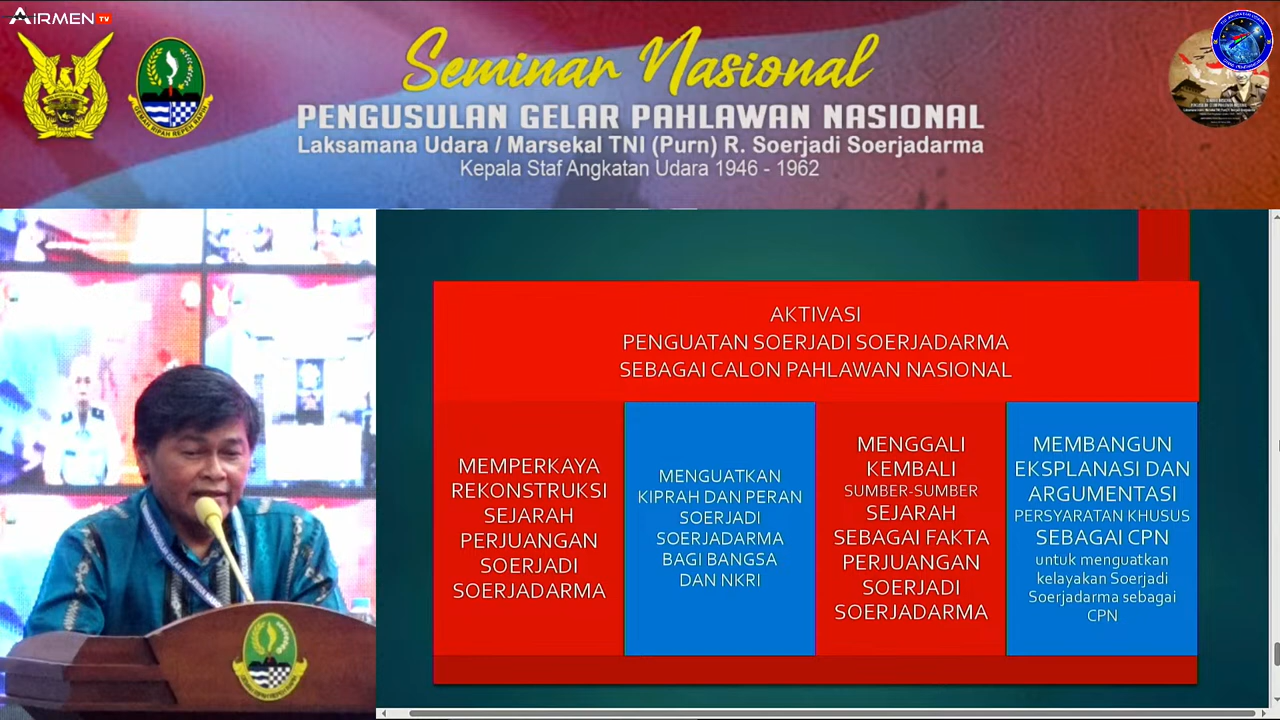 AIRMEN TV
Seminar Nasional
PENGUSULAN GELAR PAHLAWAN NASIONAL
Laksamana Udara / Marsekal TNI (Purn) R. Soerjadi Soerjadarma
Kepala Staf Angkatan Udara 1946 - 1962
AKTIVASI
PENGUATAN SOERJADI SOERJADARMA
SEBAGAI CALON PAHLAWAN NASIONAL
MEMPERKAYA
REKONSTRUKSI
SEJARAH
PERJUANGAN
SOERJADI
SOERJADARMA
MENGUATKAN
KIPRAH DAN PERAN
SOERJADI
SOERJADARMA
BAGI BANGSA
DAN NKRI
MENGGALI
KEMBALI
SUMBER-SUMBER
SEJARAH
SEBAGAI FAKTA
PERJUANGAN
SOERJADI
SOERJADARMA
MEMBANGUN
EKSPLANASI DAN
ARGUMENTASI
PERSYARATAN KHUSUS
SEBAGAI CPN
untuk menguatkan
kelayakan Soerjadi
Soerjadarma sebagai
CPN